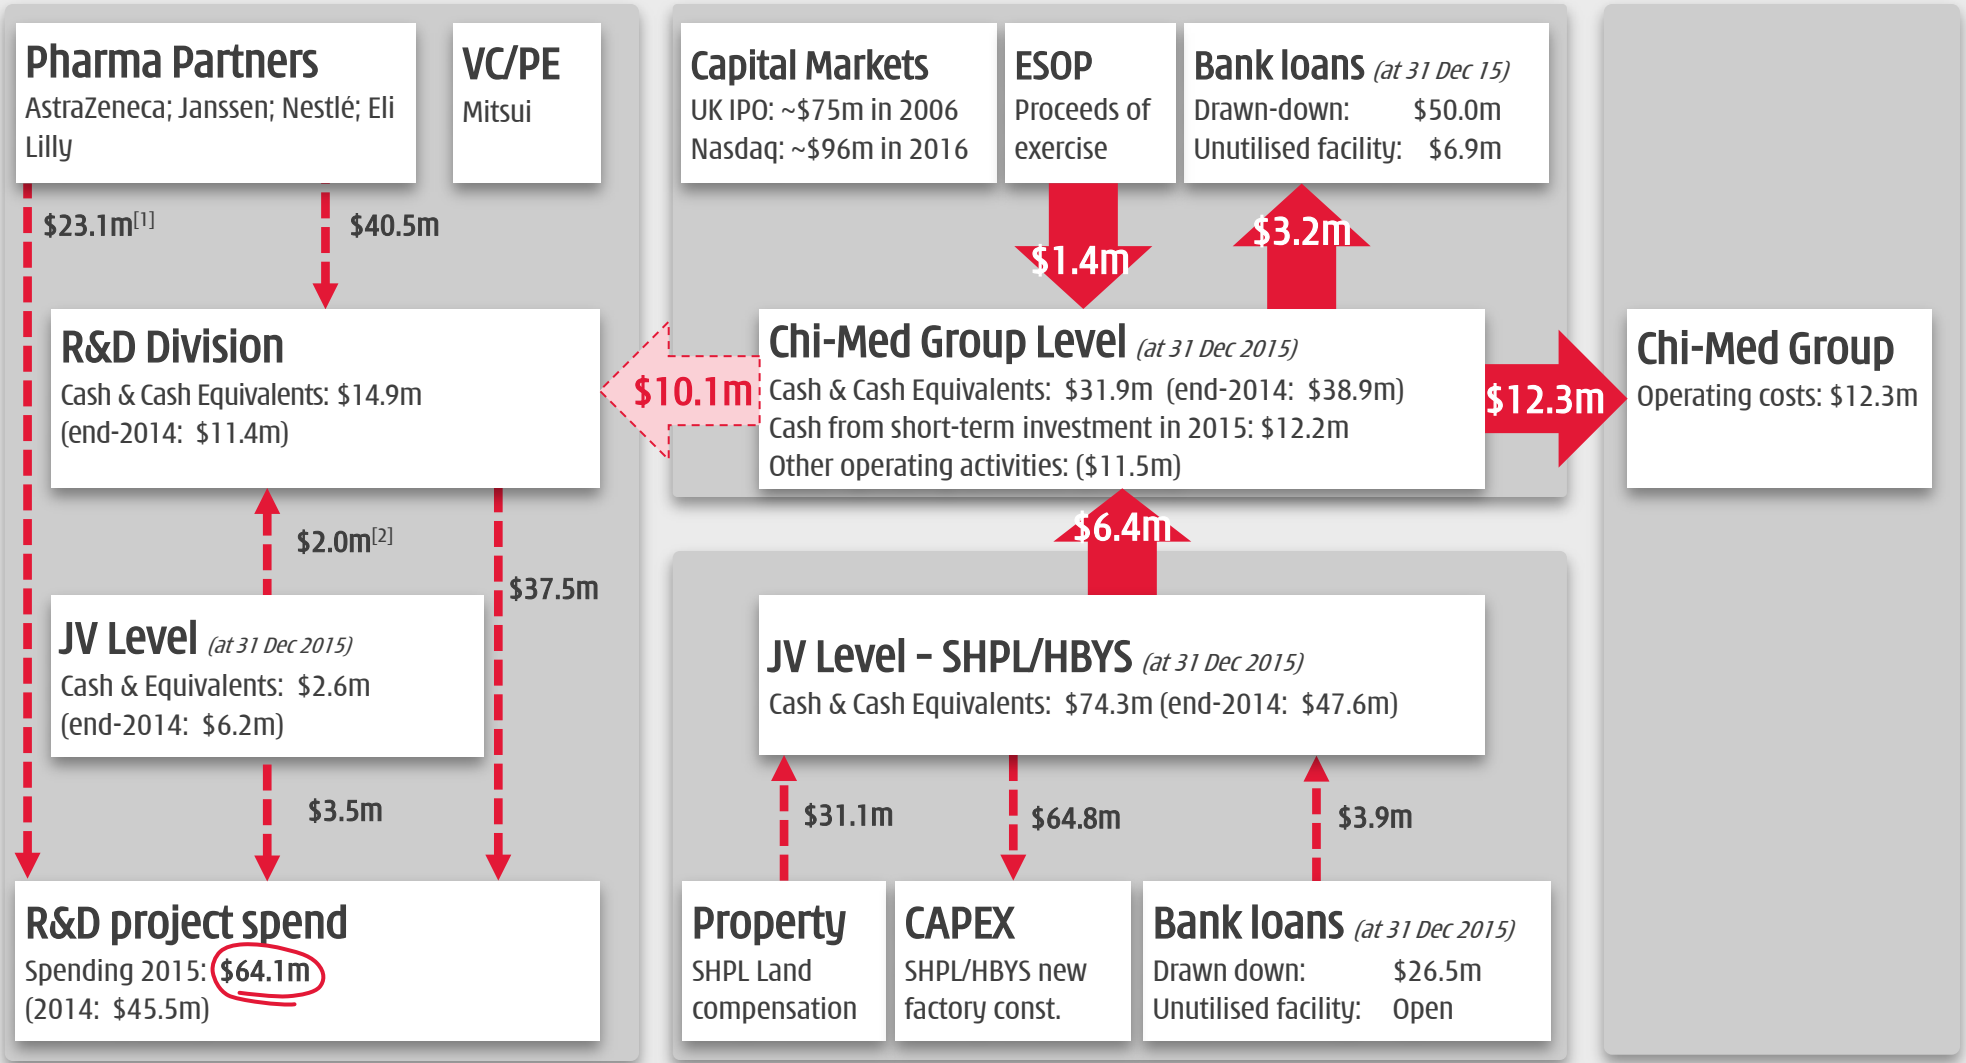 Pharma Partners
AstraZeneca; Janssen; Nestlé; Eli
Lilly
VC/PE
Mitsui
Capital Markets
UK IPO: ~$75m in 2006
Nasdaq: ~$96m in 2016
ESOP
Proceeds of
exercise
Bank loans (at 31 Dec 15)
Drawn-down: $50.0m
Unutilised facility: $6.9m
$23.1m[1]
$40.5m
$1.4m
$3.2m
R&D Division
Cash & Cash Equivalents: $14.9m
(end-2014: $11.4m)
$10.1m
Chi-Med Group Level (at 31 Dec 2015)
Cash & Cash Equivalents: $31.9m (end-2014: $38.9m)
Cash from short-term investment in 2015: $12.2m
Other operating activities: ($11.5m)
$12.3m
Chi-Med Group
Operating costs: $12.3m
$2.0m[2]
$37.5m
$6.4m
JV Level (at 31 Dec 2015)
Cash & Equivalents: $2.6m
(end-2014: $6.2m)
JV Level – SHPL/HBYS (at 31 Dec 2015)
Cash & Cash Equivalents: $74.3m (end-2014: $47.6m)
$3.5m
$31.1m
$64.8m
$3.9m
R&D project spend
Spending 2015: $64.1m
(2014: $45.5m)
Property
SHPL Land
compensation
CAPEX
SHPL/HBYS new
factory const.
Bank loans (at 31 Dec 2015)
Drawn down: $26.5m
Unutilised facility: Open